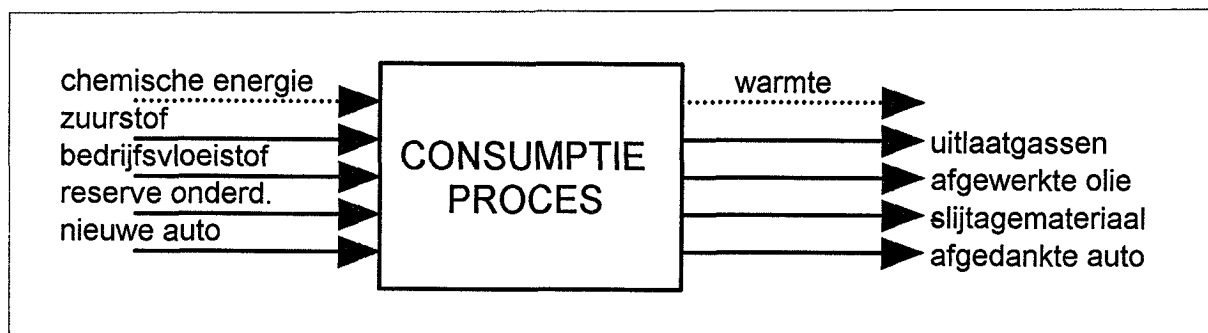 chemische energie
zuurstof
bedrijfsvloeistof
reserve onderd.
nieuwe auto
CONSUMPTIE
PROCES
warmte
uitlaatgassen
afgewerkte olie
slijtagemateriaal
afgedankte auto